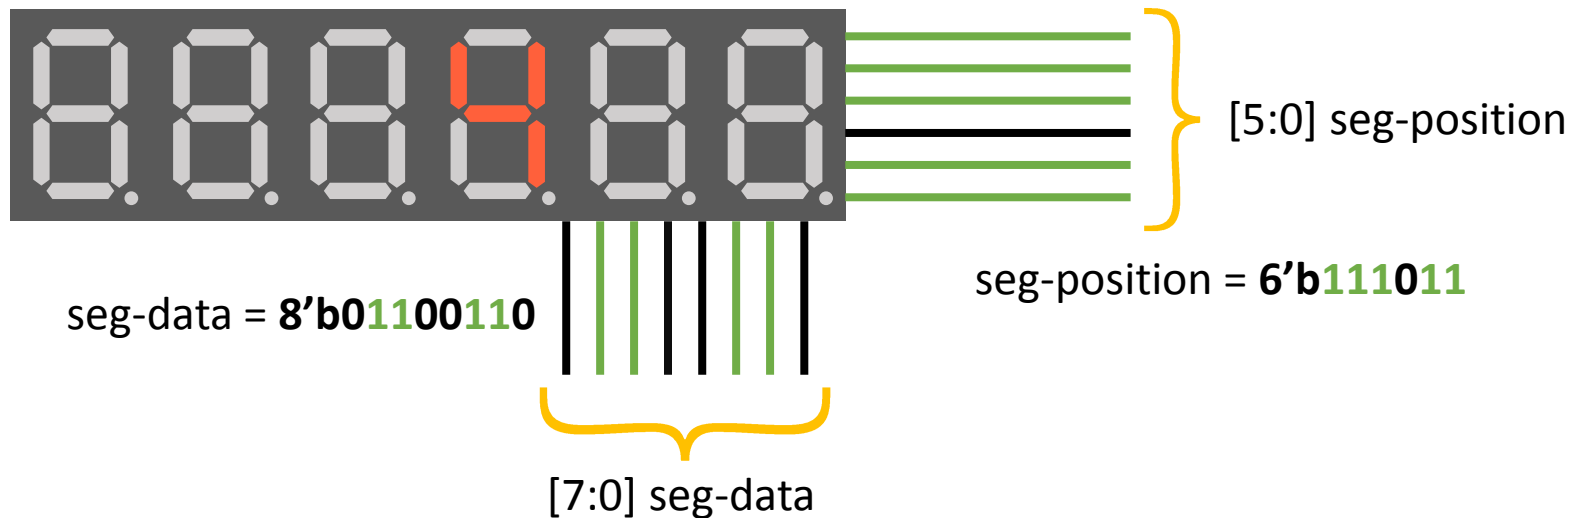 [5:0] seg-position
seg-position = 6’b111011
seg-data = 8’b01100110
[7:0] seg-data